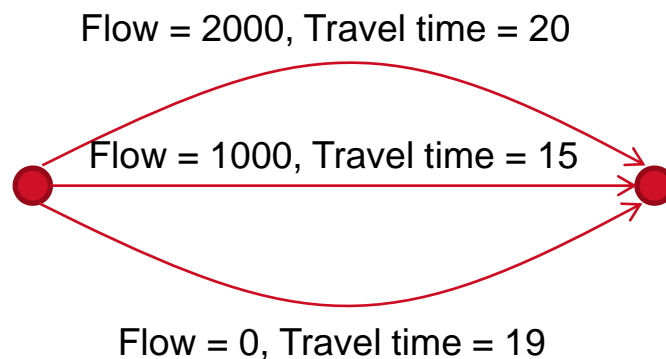 Flow = 2000, Travel time = 20
Flow = 1000, Travel time = 15
Flow = 0, Travel time = 19